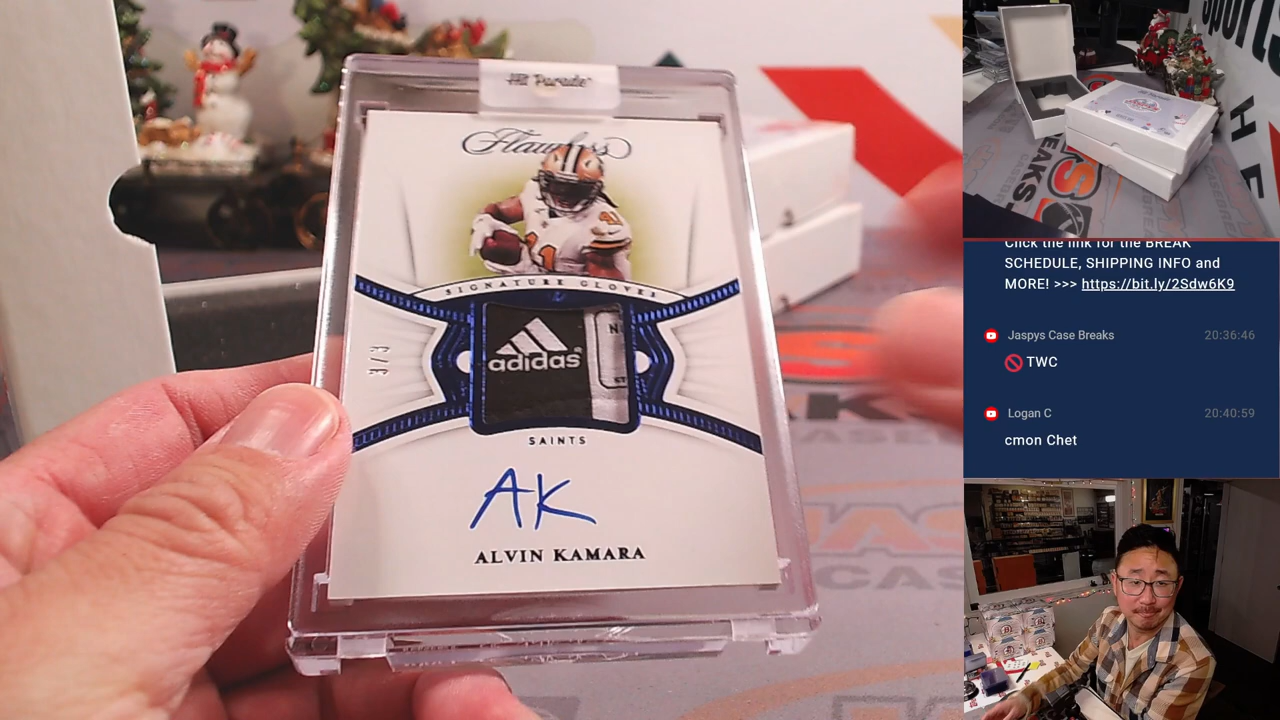 Hit Parade
Flawless
41
SIGNATURE GLOVES
adidas
3/3
SAINTS
AK
ALVIN KAMARA
Click the link for the BREAK
SCHEDULE, SHIPPING INFO and
MORE! >>> https://bit.ly/2Sdw6K9
Jaspys Case Breaks 20:36:46
🚫 TWC
Logan C 20:40:59
cmon Chet